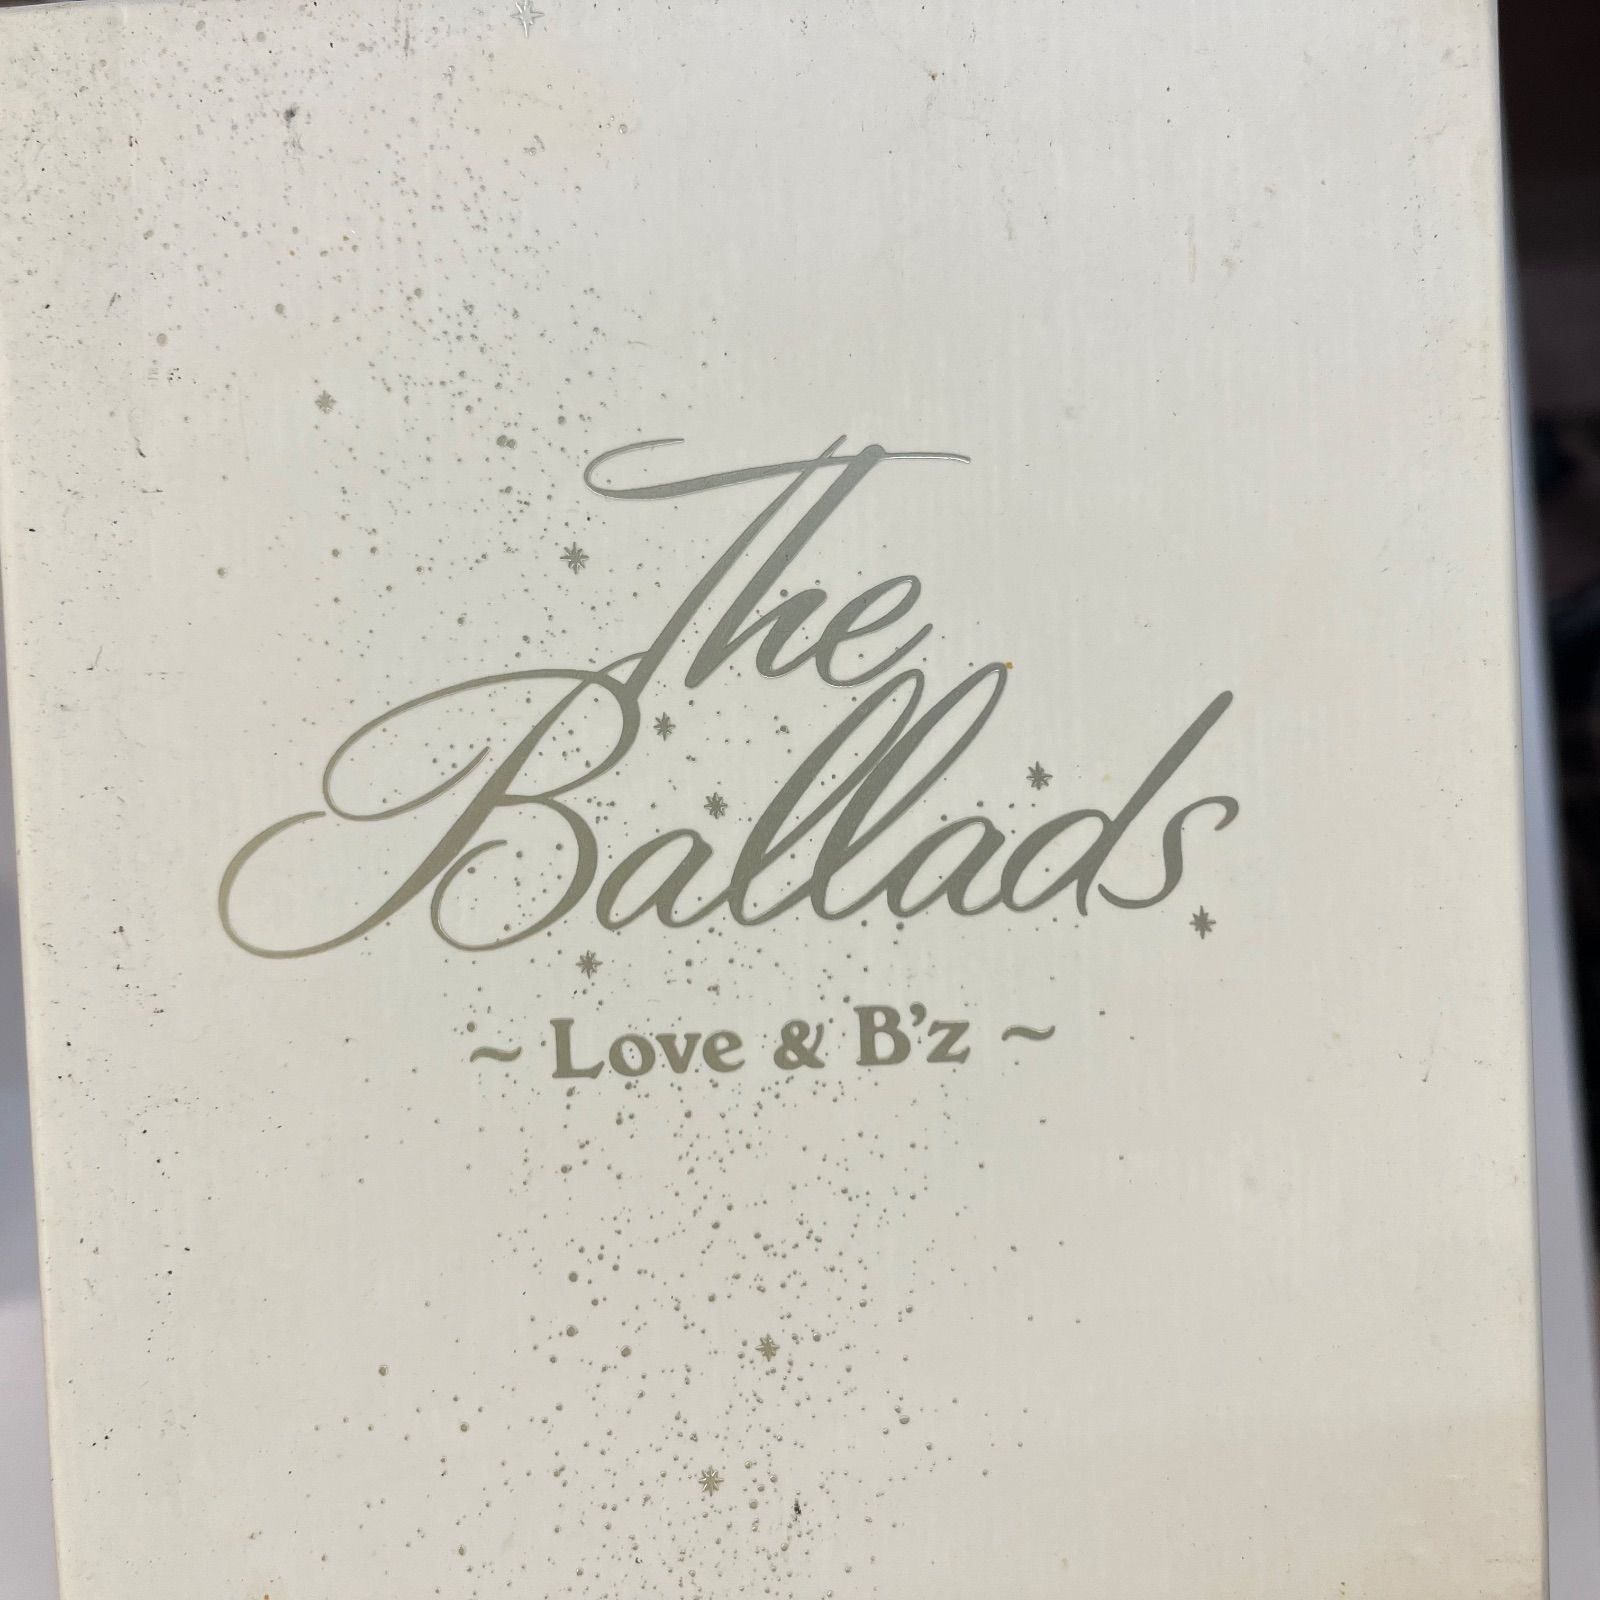 The
Ballads
~ Love & B'z ~